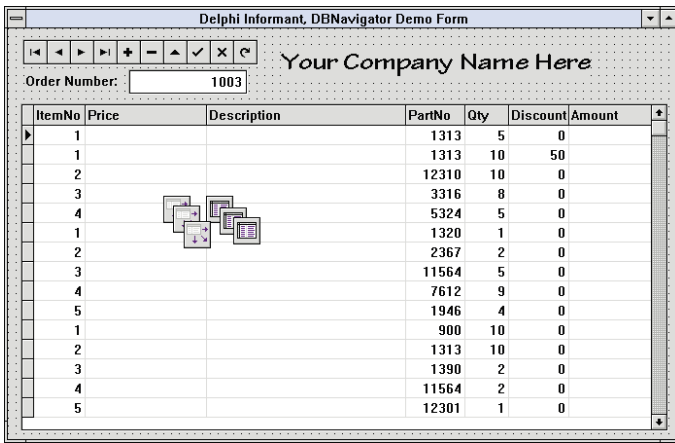 Delphi Informant, DBNavigator Demo Form
Your Company Name Here
Order Number: 1003
ItemNo Price Description PartNo Qty Discount Amount
1 1313 5 0
1 1313 10 50
2 12310 10 0
3 3316 8 0
4 5324 5 0
1 1320 1 0
2 2367 2 0
3 11564 5 0
4 7612 9 0
5 1946 4 0
1 900 10 0
2 1313 10 0
3 1390 2 0
4 11564 2 0
5 12301 1 0